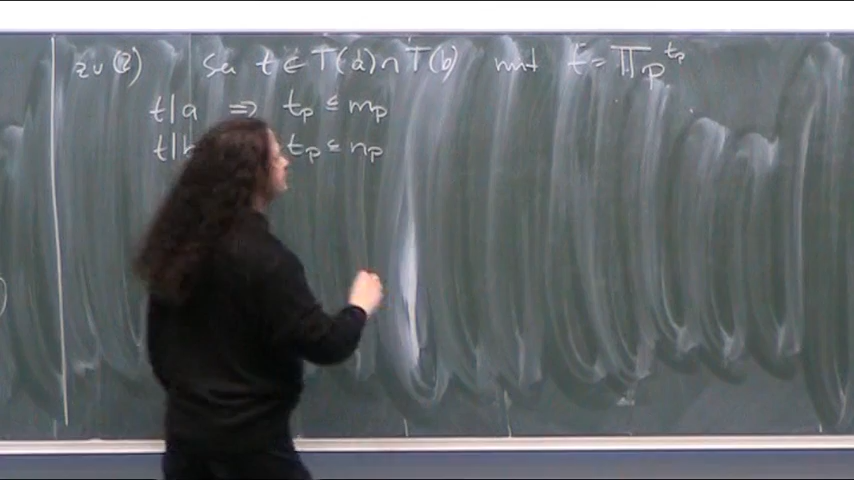 zu (2) Sei t ∈ T(a) ∩ T(b) mit t = ∏ p^{t_p}
t|a ⇒ t_p ≤ m_p
t|b t_p ≤ n_p